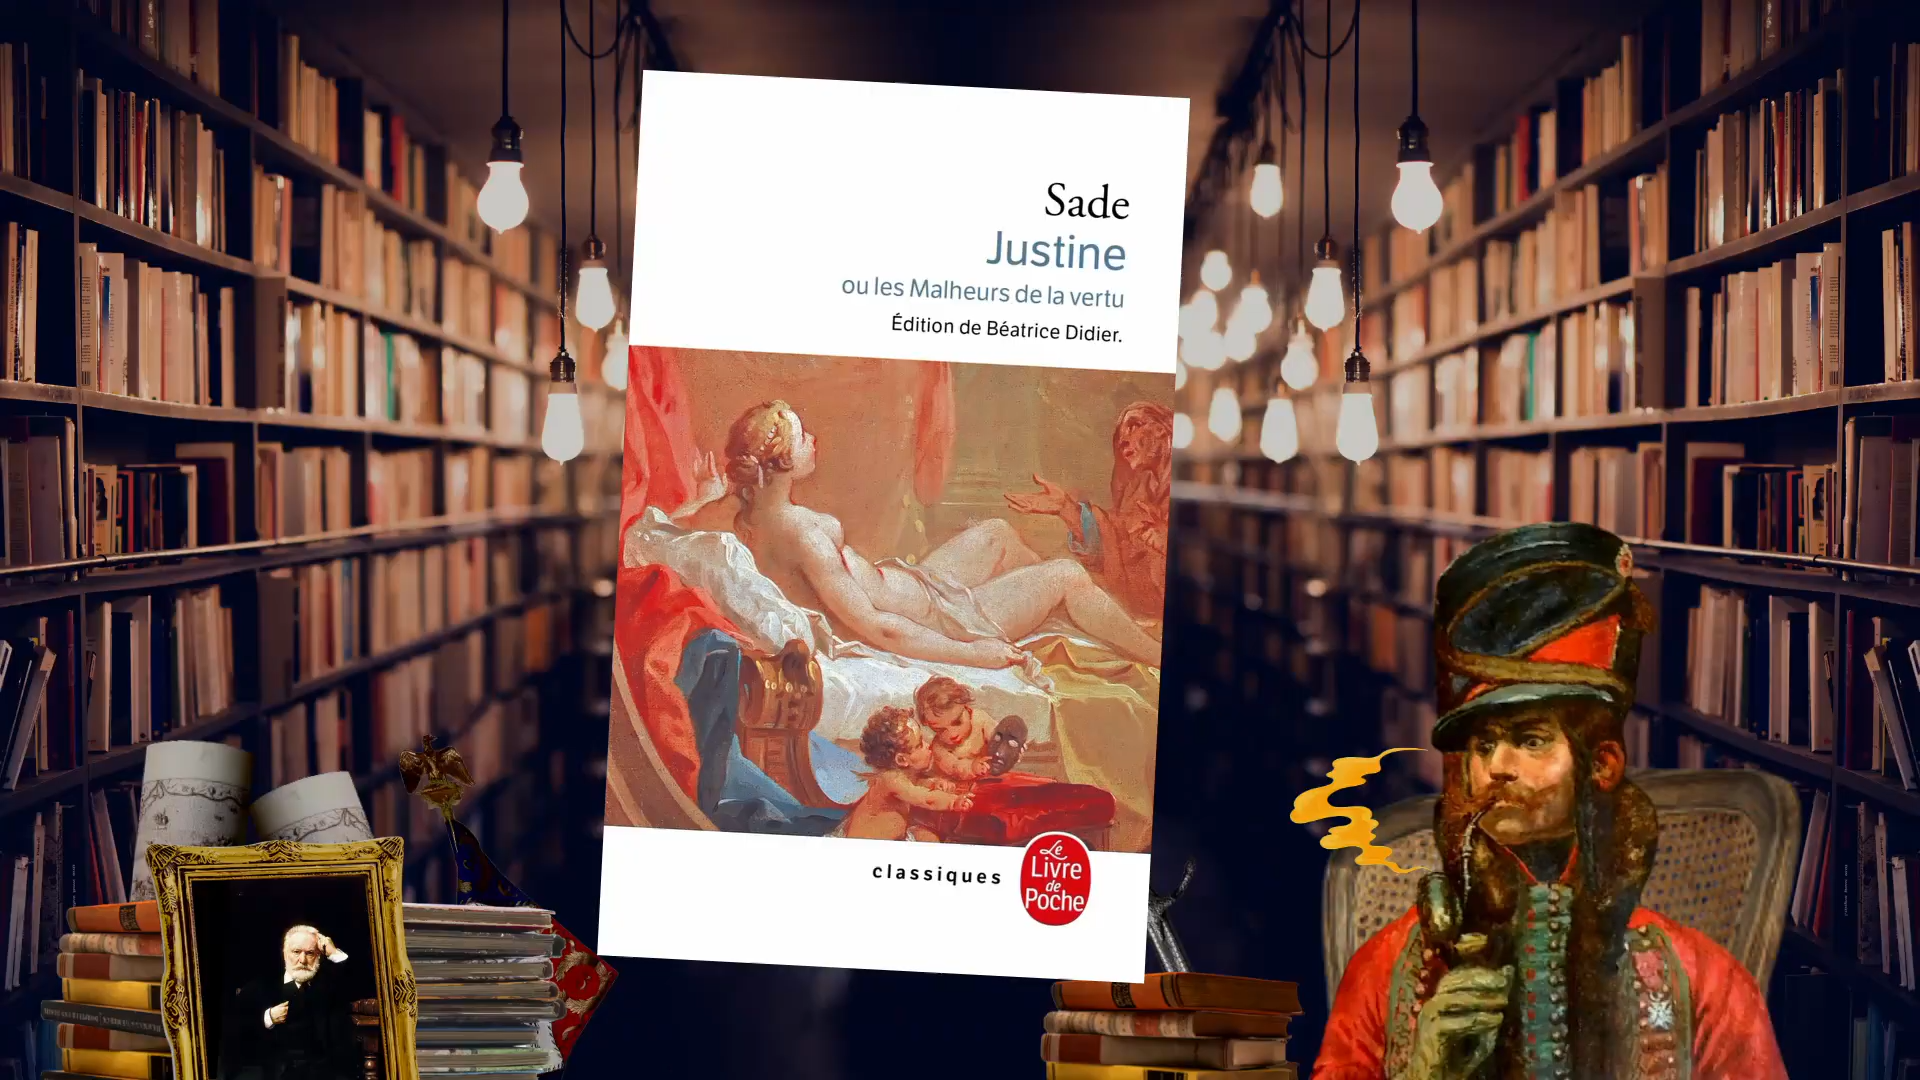 Sade
Justine
ou les Malheurs de la vertu
Édition de Béatrice Didier.
classiques
Le
Livre
de
Poche